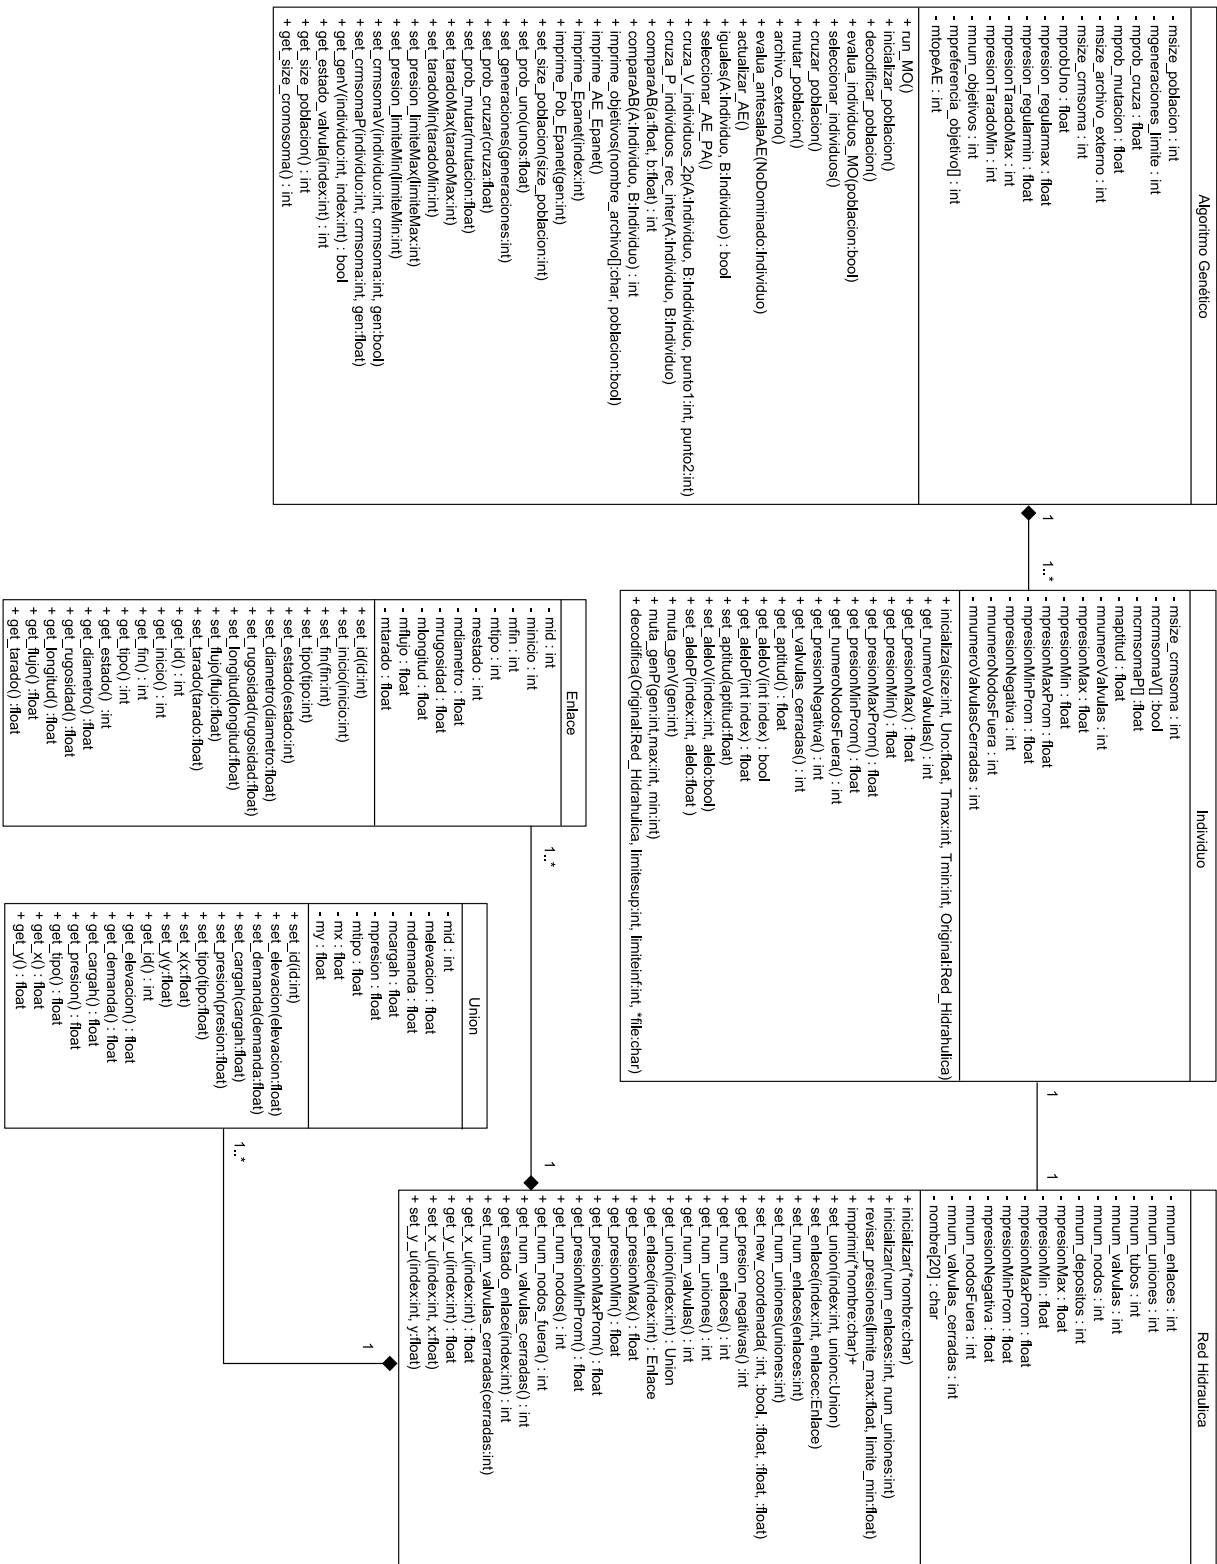 Algoritmo Genético
- msize_poblacion : int
- mgeneraciones_limite : int
- mprob_cruza : float
- mprob_mutacion : float
- msize_archivo_externo : int
- msize_crmsoma : int
- mprobUno : float
- mpresion_regularmax : float
- mpresion_regularmin : float
- mpresionTaradoMax : int
- mpresionTaradoMin : int
- mnum_objetivos : int
- mpreferencia_objetivo[] : int
- mtopeAE : int
+ run_MO()
+ inicializar_poblacion()
+ decodificar_poblacion()
+ evalua_individuos_MO(poblacion:bool)
+ seleccionar_individuos()
+ cruzar_poblacion()
+ mutar_poblacion()
+ archivo_externo()
+ evalua_antesalaAE(NoDominado:Individuo)
+ actualizar_AE()
+ iguales(A:Individuo, B:Individuo) : bool
+ seleccionar_AE_PA()
+ cruza_V_individuos_2p(A:Individuo, B:Inddividuo, punto1:int, punto2:int)
+ cruza_P_individuos_rec_inter(A:Individuo, B:Individuo)
+ comparaAB(a:float, b:float) : int
+ comparaAB(A:Individuo, B:Individuo) : int
+ imprime_objetivos(nombre_archivo[]:char, poblacion:bool)
+ imprime_AE_Epanet()
+ imprime_Epanet(index:int)
+ imprime_Pob_Epanet(gen:int)
+ set_size_poblacion(size_poblacion:int)
+ set_prob_uno(unos:float)
+ set_generaciones(generaciones:int)
+ set_prob_cruzar(cruza:float)
+ set_prob_mutar(mutacion:float)
+ set_taradoMax(taradoMax:int)
+ set_taradoMin(taradoMin:int)
+ set_presion_limiteMax(limiteMax:int)
+ set_presion_limiteMin(limiteMin:int)
+ set_crmsomaV(individuo:int, crmsoma:int, gen:bool)
+ set_crmsomaP(individuo:int, crmsoma:int, gen:float)
+ get_genV(individuo:int, index:int) : bool
+ get_estado_valvula(index:int) : int
+ get_size_poblacion() : int
+ get_size_cromosoma() : int
1
1..*
Individuo
- msize_crmsoma : int
- mcrmsomaV[] :bool
- mcrmsomaP[] :float
- maptitud : float
- mnumeroValvulas : int
- mpresionMax : float
- mpresionMin : float
- mpresionMaxProm : float
- mpresionMinProm : float
- mpresionNegativa : int
- mnumeroNodosFuera : int
- mnumeroValvulasCerradas : int
+ inicializa(size:int, Uno:float, Tmax:int, Tmin:int, Original:Red_Hidrahulica)
+ get_numeroValvulas() : int
+ get_presionMax() : float
+ get_presionMin() : float
+ get_presionMaxProm() : float
+ get_presionMinProm() : float
+ get_numeroNodosFuera() : int
+ get_presionNegativa() : int
+ get_valvulas_cerradas() : int
+ get_aptitud() : float
+ get_aleloV(int index) : bool
+ get_aleloP(int index) : float
+ set_aptitud(aptitud:float)
+ set_aleloV(index:int, alelo:bool)
+ set_aleloP(index:int, alelo:float )
+ muta_genV(gen:int)
+ muta_genP(gen:int,max:int, min:int)
+ decodifica(Original:Red_Hidrahulica, limitesup:int, limiteinf:int, *file:char)
1
1
Red Hidraulica
- mnum_enlaces : int
- mnum_uniones : int
- mnum_tubos : int
- mnum_valvulas : int
- mnum_nodos : int
- mnum_depositos : int
- mpresionMax : float
- mpresionMin : float
- mpresionMaxProm : float
- mpresionMinProm : float
- mpresionNegativa : float
- mnum_nodosFuera : int
- mnum_valvulas_cerradas : int
- nombre[20] : char
+ inicializar(*nombre:char)
+ inicializar(num_enlaces:int, num_uniones:int)
+ revisar_presiones(limite_max:float, limite_min:float)
+ imprimir(*nombre:char)+
+ set_union(index:int, unionc:Union)
+ set_enlace(index:int, enlacec:Enlace)
+ set_num_enlaces(enlaces:int)
+ set_num_uniones(uniones:int)
+ set_new_coordenada( :int, :bool, :float, :float, :float)
+ get_presion_negativas() :int
+ get_num_enlaces() : int
+ get_num_uniones() : int
+ get_num_valvulas() : int
+ get_union(index:int) : Union
+ get_enlace(index:int) : Enlace
+ get_presionMax() : float
+ get_presionMin() : float
+ get_presionMaxProm() : float
+ get_presionMinProm() : float
+ get_num_nodos() : int
+ get_num_nodos_fuera() : int
+ get_num_valvulas_cerradas() : int
+ get_estado_enlace(index:int) : int
+ set_num_valvulas_cerradas(cerradas:int)
+ get_x_u(index:int) : float
+ get_y_u(index:int) : float
+ set_x_u(index:int, x:float)
+ set_y_u(index:int, y:float)
Enlace
- mid : int
- minicio : int
- mfin : int
- mtipo : int
- mestado : int
- mdiametro : float
- mrugosidad : float
- mlongitud : float
- mflujo : float
- mtarado : float
+ set_id(id:int)
+ set_inicio(inicio:int)
+ set_fin(fin:int)
+ set_tipo(tipo:int)
+ set_estado(estado:int)
+ set_diametro(diametro:float)
+ set_rugosidad(rugosidad:float)
+ set_longitud(longitud:float)
+ set_flujo(flujo:float)
+ set_tarado(tarado:float)
+ get_id() : int
+ get_inicio() : int
+ get_fin() : int
+ get_tipo() : int
+ get_estado() : int
+ get_diametro() :float
+ get_rugosidad() : float
+ get_longitud() : float
+ get_flujo() : float
+ get_tarado() : float
1..*
1
Union
- mid : int
- melevacion : float
- mdemanda : float
- mcargah : float
- mpresion : float
- mtipo : float
- mx : float
- my : float
+ set_id(id:int)
+ set_elevacion(elevacion:float)
+ set_demanda(demanda:float)
+ set_cargah(cargah:float)
+ set_presion(presion:float)
+ set_tipo(tipo:float)
+ set_x(x:float)
+ set_y(y:float)
+ get_id() : int
+ get_elevacion() : float
+ get_demanda() : float
+ get_cargah() : float
+ get_presion() : float
+ get_tipo() : float
+ get_x() : float
+ get_y() : float
1..*
1